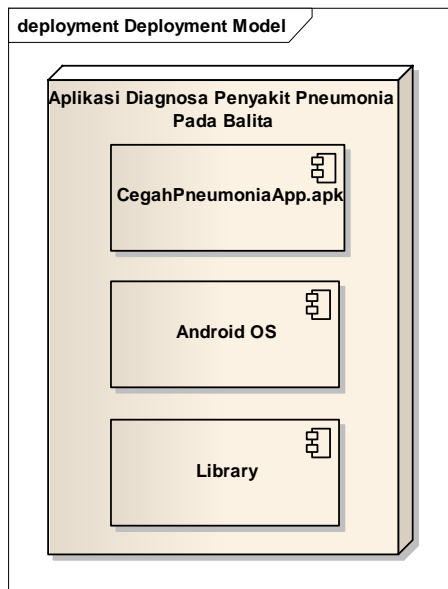 deployment Deployment Model
Aplikasi Diagnosa Penyakit Pneumonia
Pada Balita
CegahPneumoniaApp.apk
Android OS
Library